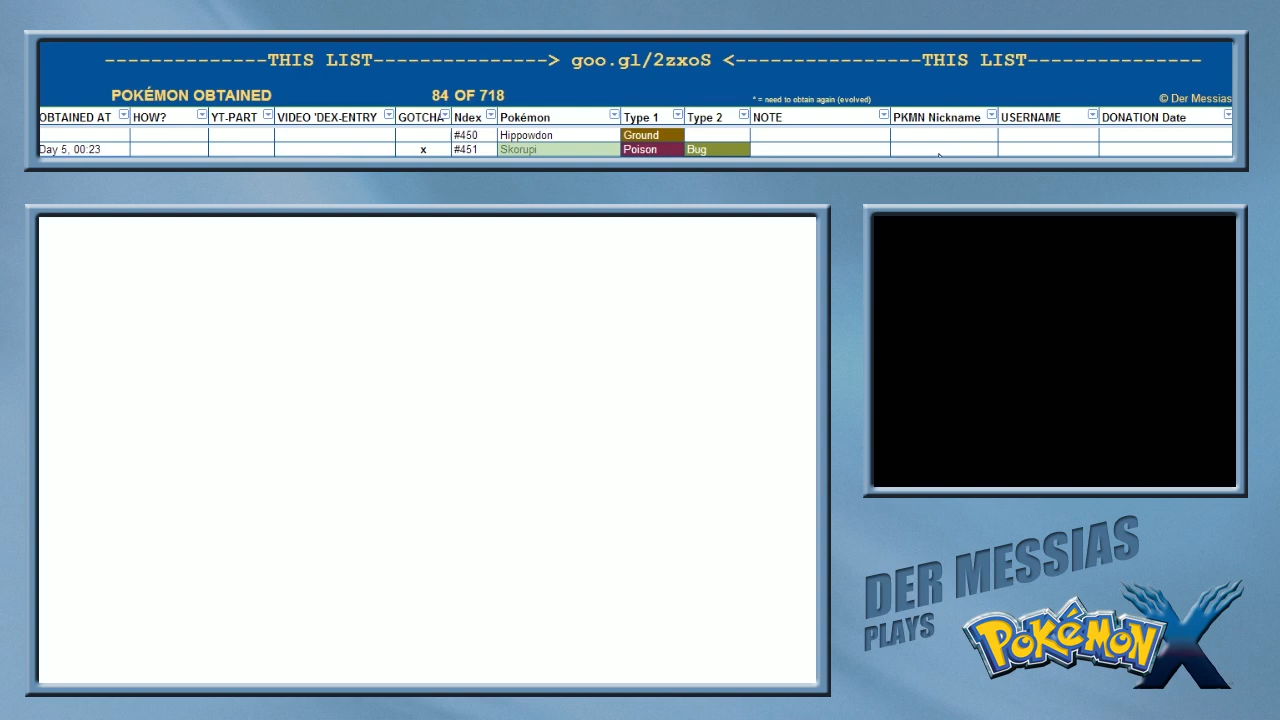 --------------THIS LIST---------------> goo.gl/2zxoS <----------------THIS LIST---------------
POKÉMON OBTAINED 84 OF 718 * = need to obtain again (evolved) © Der Messias
OBTAINED AT HOW? YT-PART VIDEO 'DEX-ENTRY GOTCHA Ndex Pokémon Type 1 Type 2 NOTE PKMN Nickname USERNAME DONATION Date
#450 Hippowdon Ground
Day 5, 00:23 x #451 Skorupi Poison Bug
DER MESSIAS
PLAYS
POKÉMON X